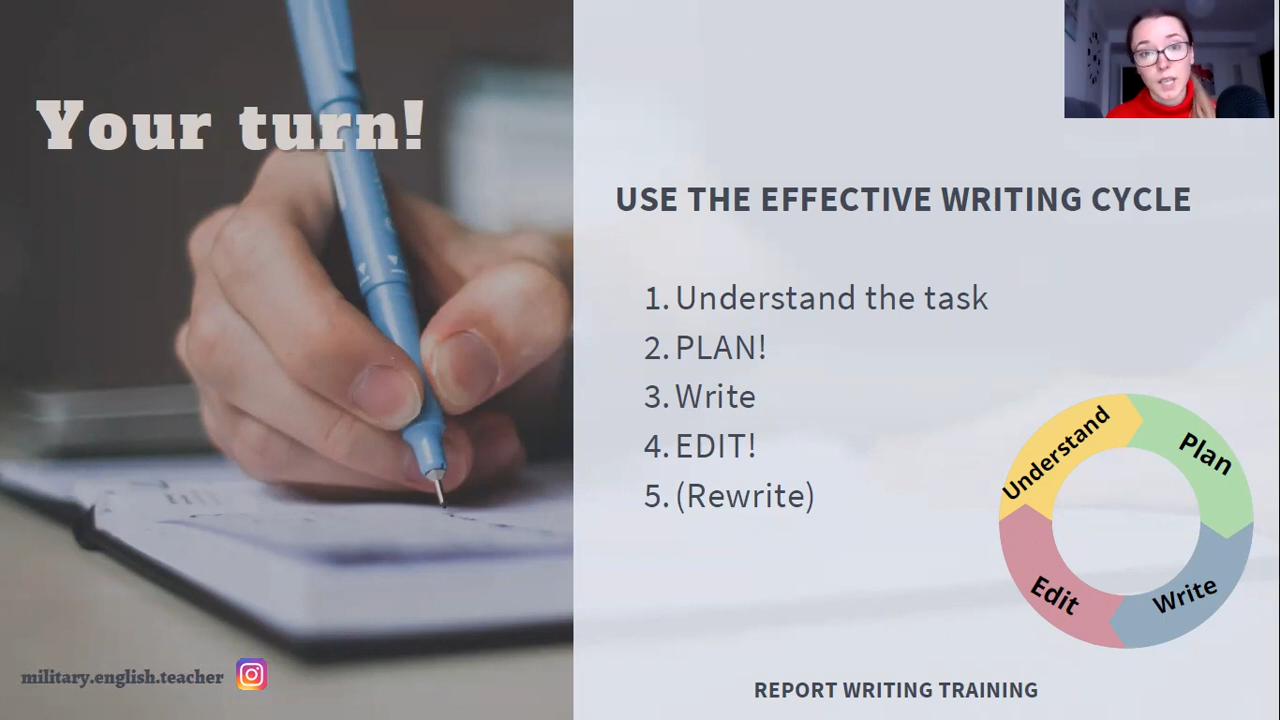 Your turn!
USE THE EFFECTIVE WRITING CYCLE
1. Understand the task
2. PLAN!
3. Write
4. EDIT!
5. (Rewrite)
Understand
Plan
Write
Edit
military.english.teacher
REPORT WRITING TRAINING